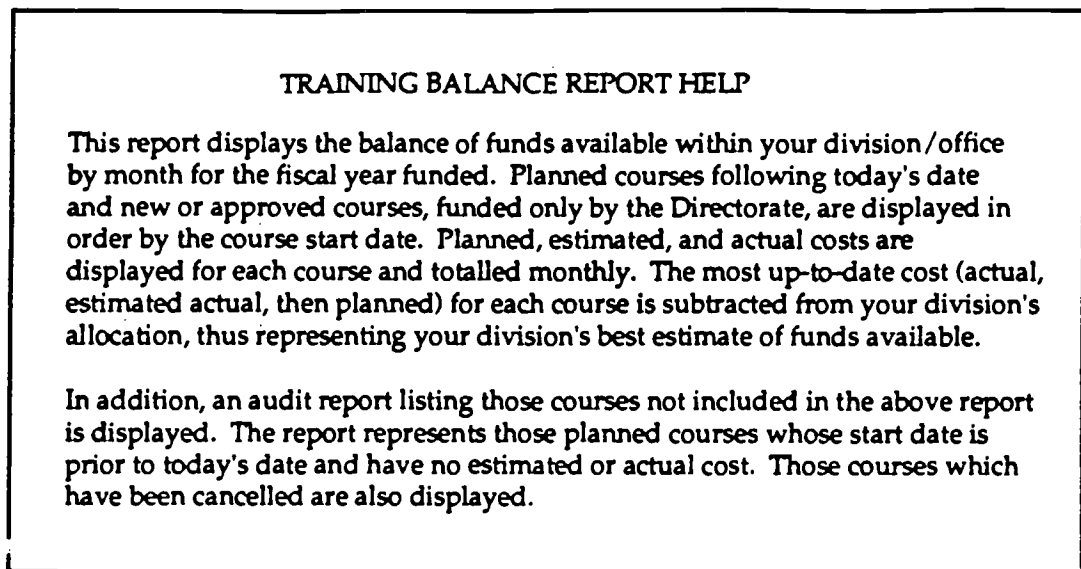 TRAINING BALANCE REPORT HELP
This report displays the balance of funds available within your division/office
by month for the fiscal year funded. Planned courses following today's date
and new or approved courses, funded only by the Directorate, are displayed in
order by the course start date. Planned, estimated, and actual costs are
displayed for each course and totalled monthly. The most up-to-date cost (actual,
estimated actual, then planned) for each course is subtracted from your division's
allocation, thus representing your division's best estimate of funds available.
In addition, an audit report listing those courses not included in the above report
is displayed. The report represents those planned courses whose start date is
prior to today's date and have no estimated or actual cost. Those courses which
have been cancelled are also displayed.